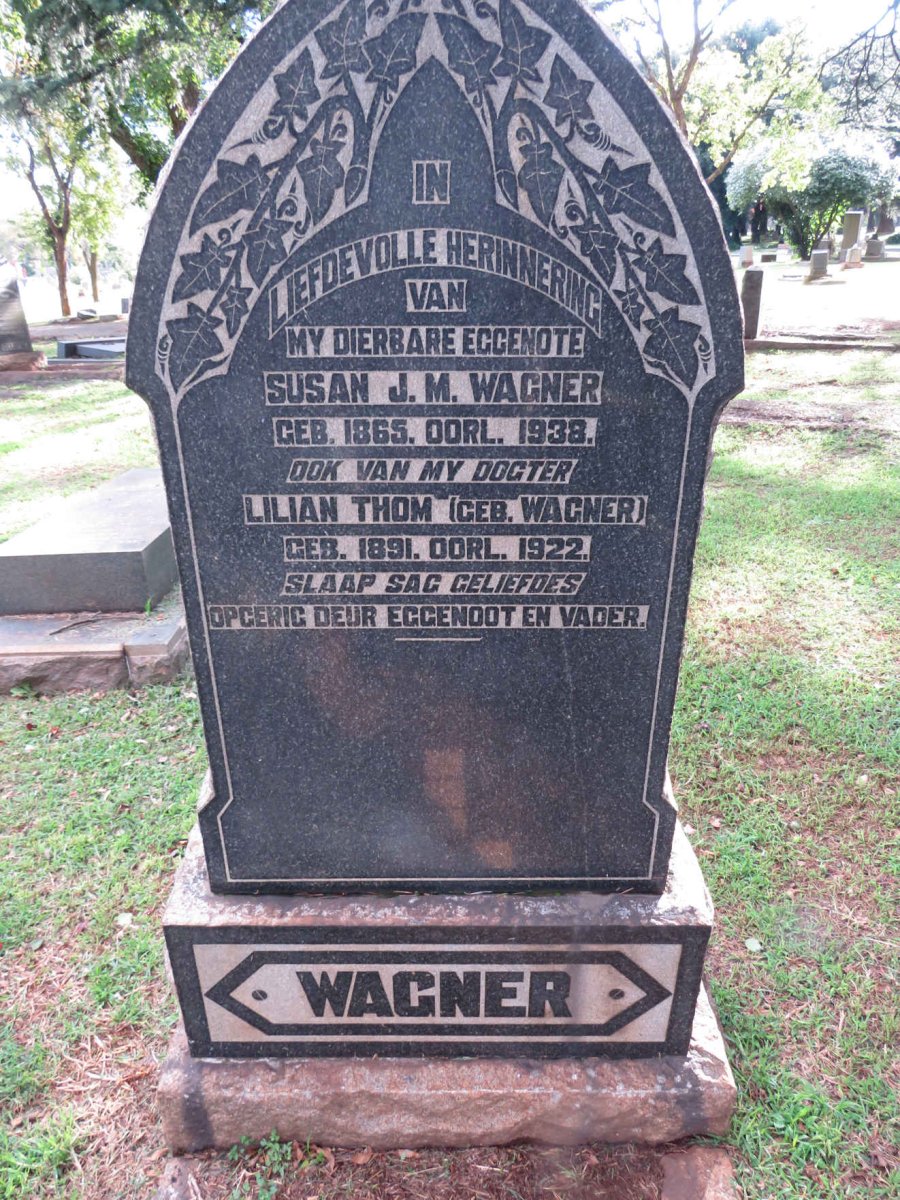 IN
LIEFDEVOLLE HERINNERING
VAN
MY DIERBARE EGGENOTE
SUSAN J. M. WAGNER
GEB. 1865. OORL. 1938.
OOK VAN MY DOGTER
LILIAN THOM (GEB. WAGNER)
GEB. 1891. OORL. 1922.
SLAAP SAG GELIEFDES
OPGERIG DEUR EGGENOOT EN VADER.
WAGNER